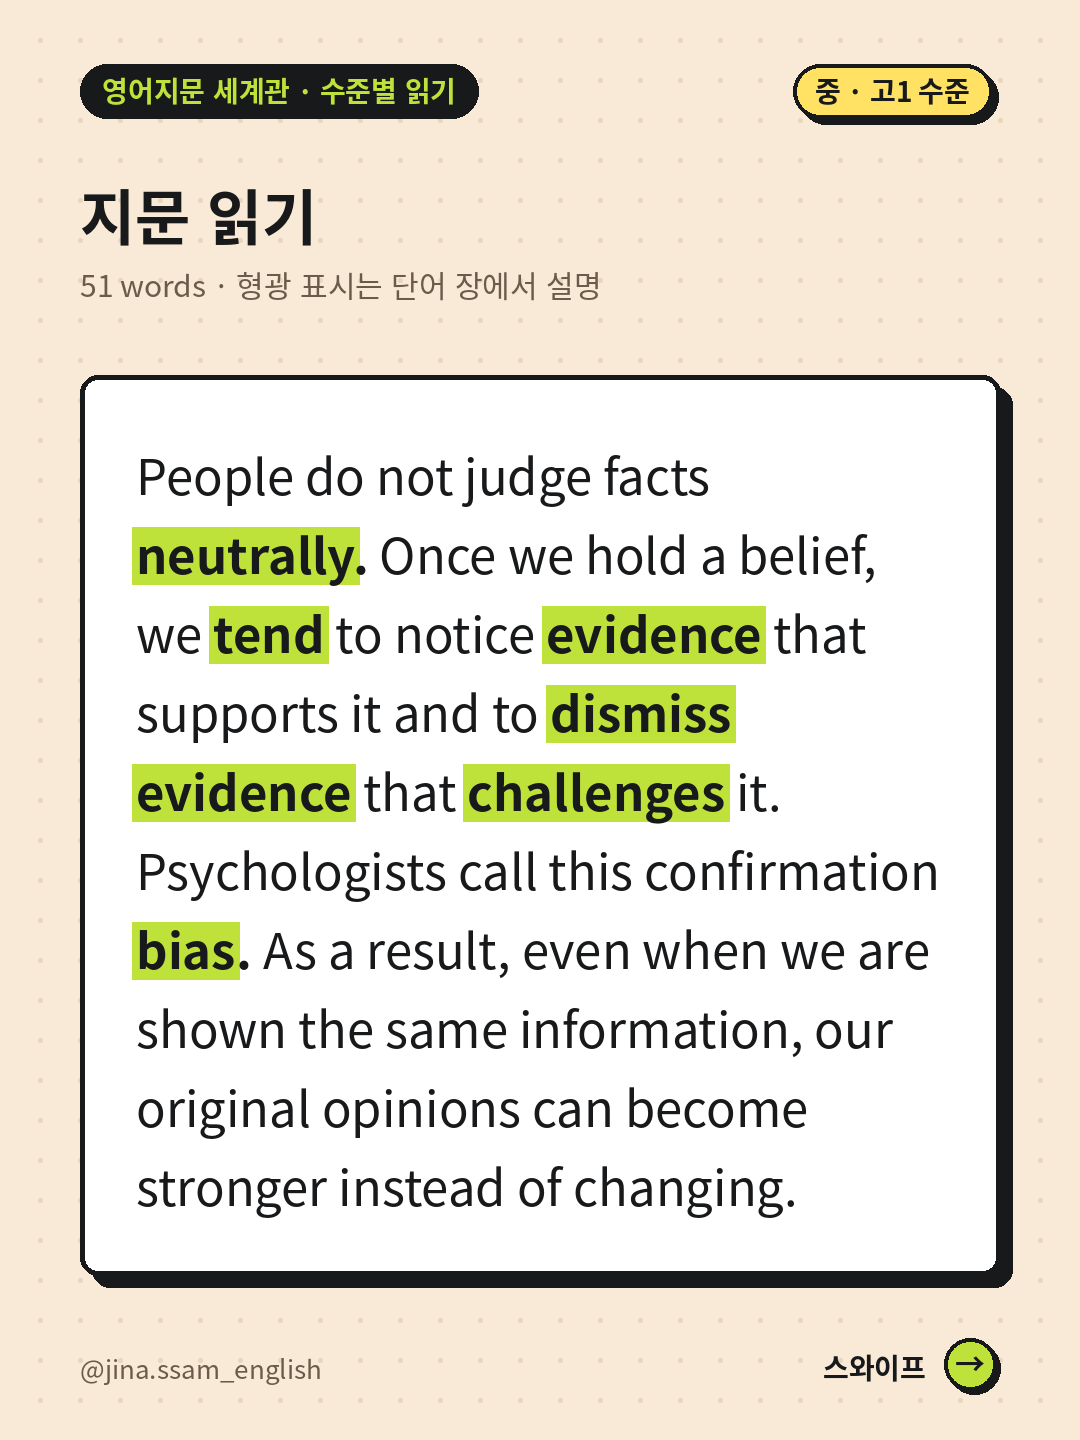 영어지문 세계관 · 수준별 읽기
중 · 고1 수준
지문 읽기
51 words · 형광 표시는 단어 장에서 설명
People do not judge facts
neutrally. Once we hold a belief,
we tend to notice evidence that
supports it and to dismiss
evidence that challenges it.
Psychologists call this confirmation
bias. As a result, even when we are
shown the same information, our
original opinions can become
stronger instead of changing.
@jina.ssam_english
스와이프 →